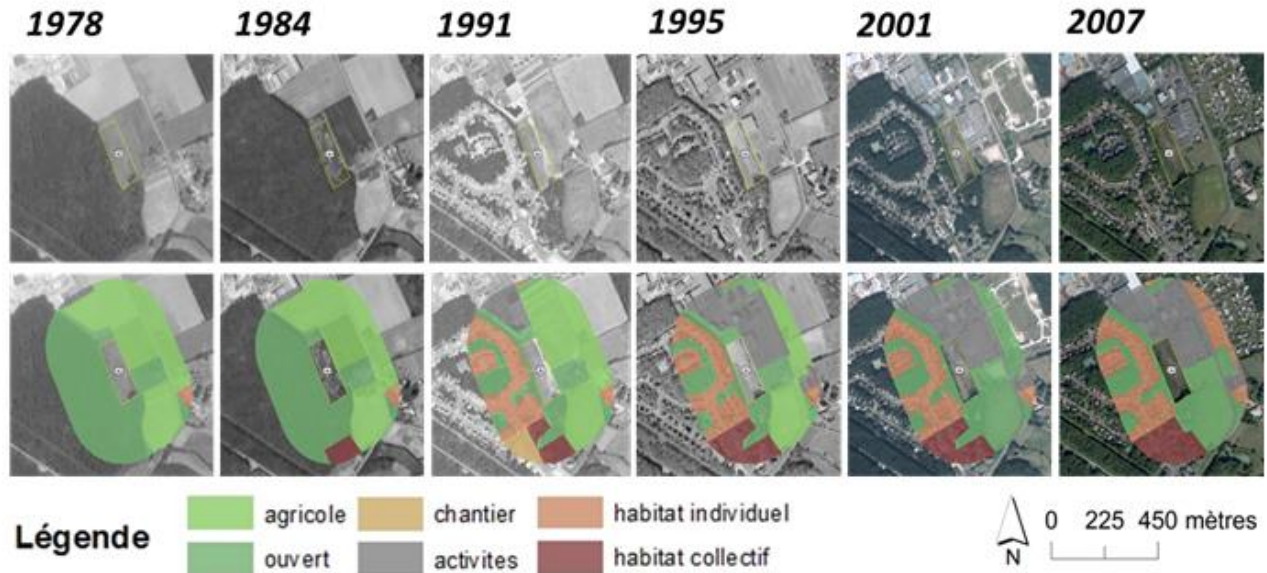 1978 1984 1991 1995 2001 2007
Légende
agricole chantier habitat individuel
ouvert activites habitat collectif
N
0 225 450 mètres